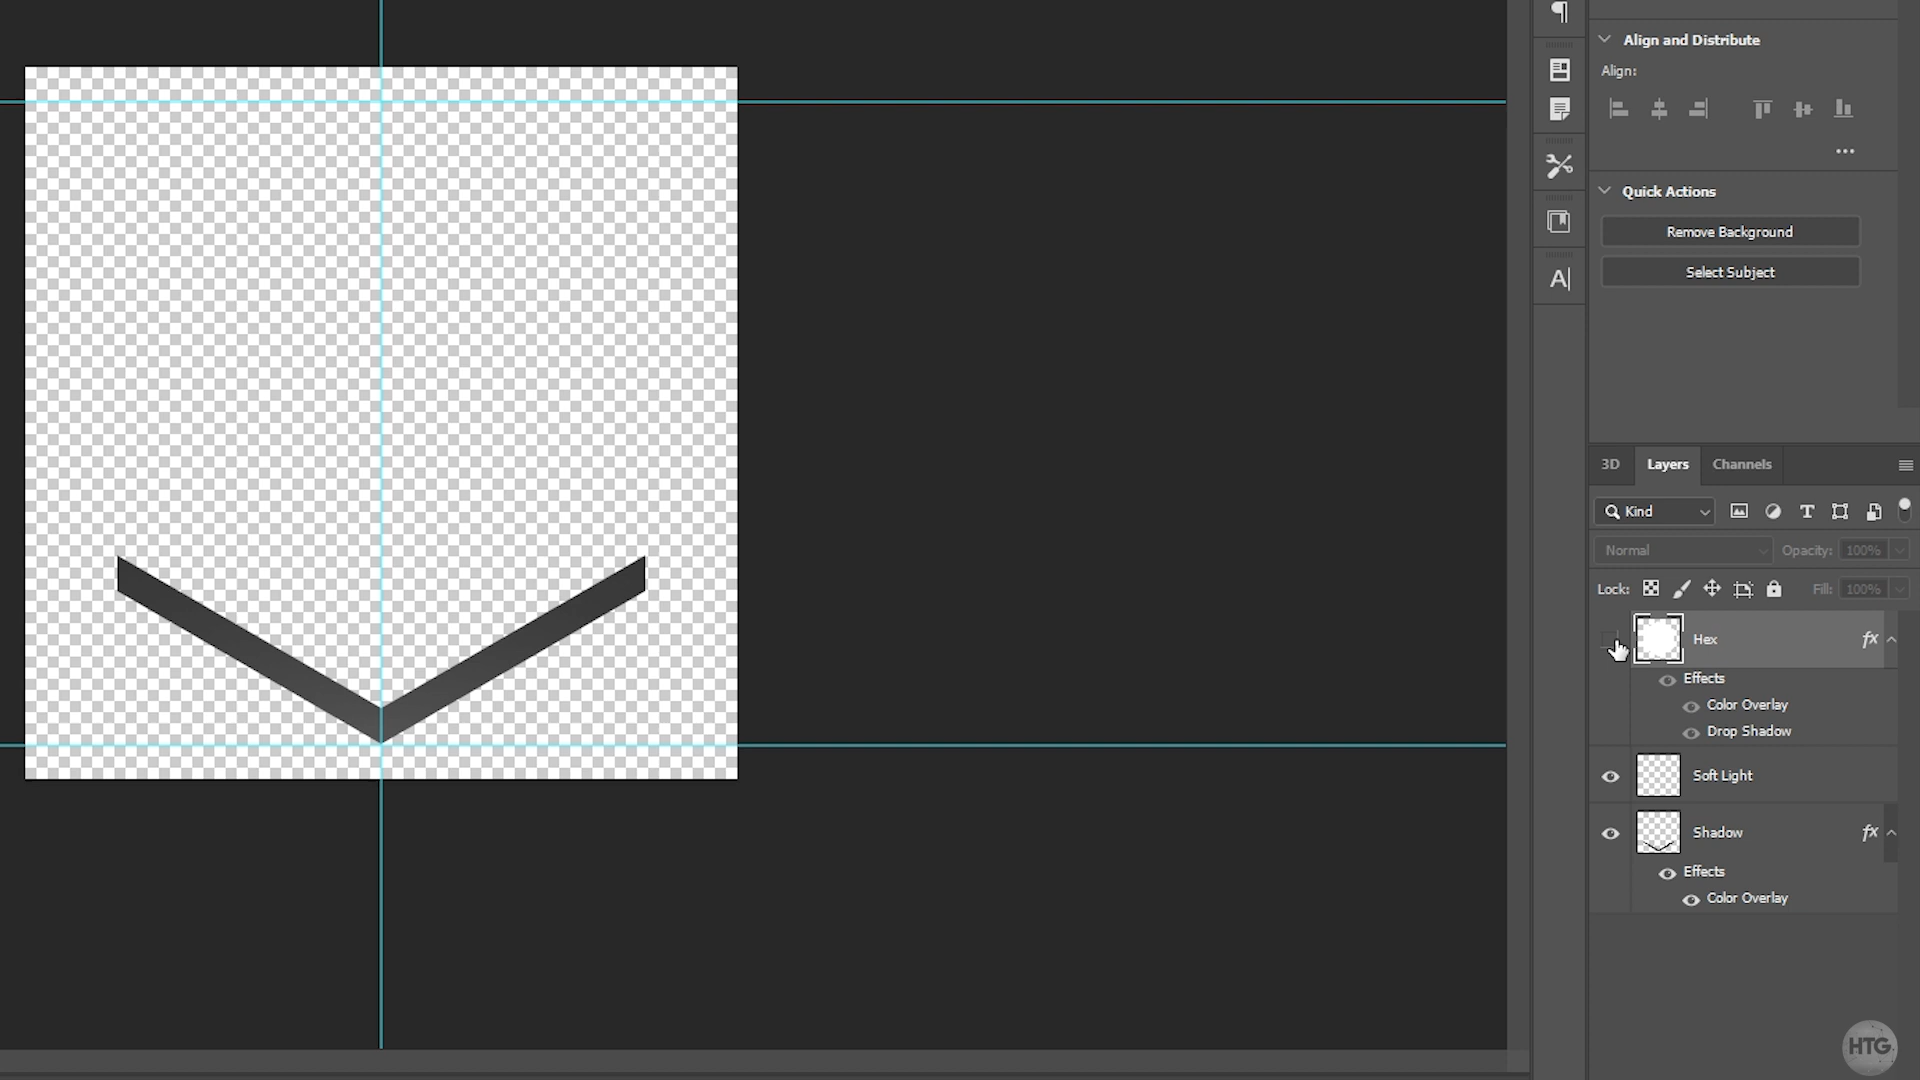 Align and Distribute
Align:
Quick Actions
Remove Background
Select Subject
3D Layers Channels
Kind
Normal Opacity: 100%
Lock: Fill: 100%
Hex fx
Effects
Color Overlay
Drop Shadow
Soft Light
Shadow fx
Effects
Color Overlay
HTG